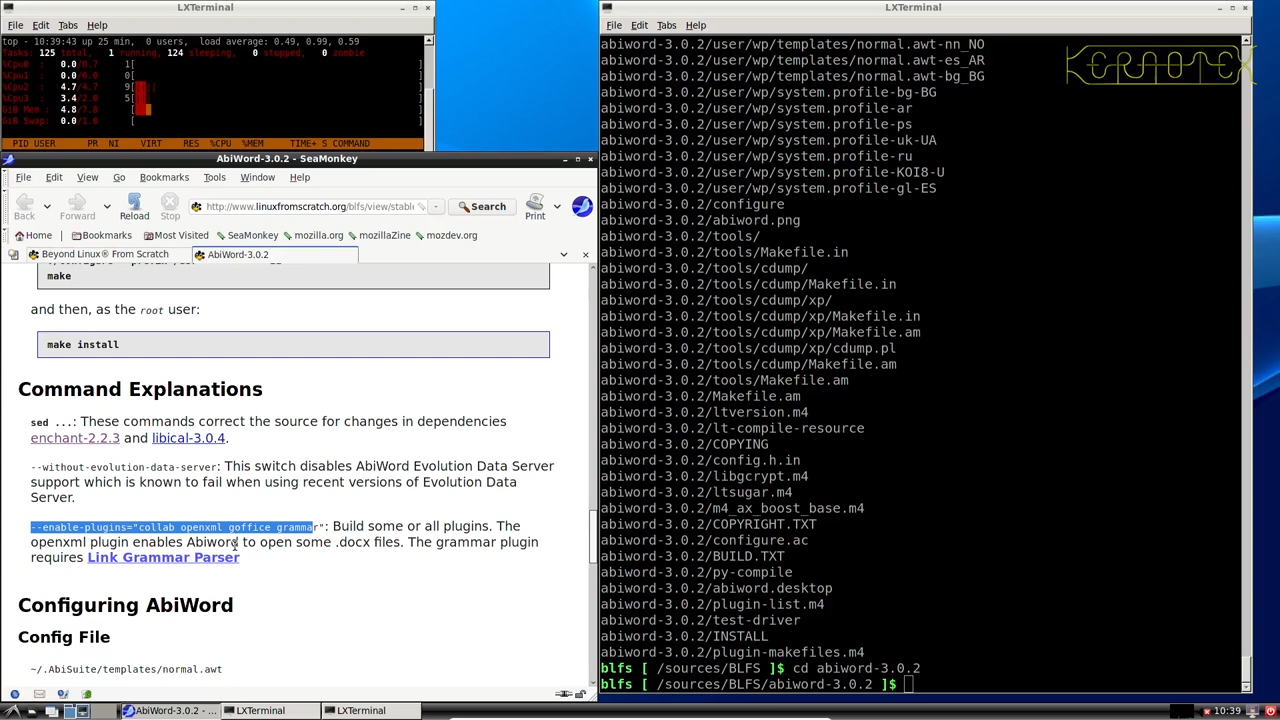 LXTerminal
File Edit Tabs Help
top - 10:39:43 up 25 min, 0 users, load average: 0.49, 0.99, 0.59
Tasks: 125 total, 1 running, 124 sleeping, 0 stopped, 0 zombie
%Cpu0 : 0.0/0.7 1[ ]
%Cpu1 : 0.0/0.0 0[ ]
%Cpu2 : 4.7/4.7 9[ ]
%Cpu3 : 3.4/2.0 5[ ]
GiB Mem : 4.8/7.8 [ ]
GiB Swap: 0.0/1.0 [ ]
PID USER PR NI VIRT RES %CPU %MEM TIME+ S COMMAND
AbiWord-3.0.2 - SeaMonkey
File Edit View Go Bookmarks Tools Window Help
Back Forward Reload Stop http://www.linuxfromscratch.org/blfs/view/stable Search Print
Home Bookmarks Most Visited SeaMonkey mozilla.org mozillaZine mozdev.org
Beyond Linux® From Scratch AbiWord-3.0.2
make
and then, as the root user:
make install
Command Explanations
sed ...: These commands correct the source for changes in dependencies
enchant-2.2.3 and libical-3.0.4.
--without-evolution-data-server: This switch disables AbiWord Evolution Data Server
support which is known to fail when using recent versions of Evolution Data
Server.
--enable-plugins="collab openxml goffice grammar": Build some or all plugins. The
openxml plugin enables Abiword to open some .docx files. The grammar plugin
requires Link Grammar Parser
Configuring AbiWord
Config File
~/.AbiSuite/templates/normal.awt
LXTerminal
File Edit Tabs Help
abiword-3.0.2/user/wp/templates/normal.awt-nn_NO
abiword-3.0.2/user/wp/templates/normal.awt-es_AR
abiword-3.0.2/user/wp/templates/normal.awt-bg_BG
abiword-3.0.2/user/wp/system.profile-bg-BG
abiword-3.0.2/user/wp/system.profile-ar
abiword-3.0.2/user/wp/system.profile-ps
abiword-3.0.2/user/wp/system.profile-uk-UA
abiword-3.0.2/user/wp/system.profile-ru
abiword-3.0.2/user/wp/system.profile-KOI8-U
abiword-3.0.2/user/wp/system.profile-gl-ES
abiword-3.0.2/configure
abiword-3.0.2/abiword.png
abiword-3.0.2/tools/
abiword-3.0.2/tools/Makefile.in
abiword-3.0.2/tools/cdump/
abiword-3.0.2/tools/cdump/Makefile.in
abiword-3.0.2/tools/cdump/xp/
abiword-3.0.2/tools/cdump/xp/Makefile.in
abiword-3.0.2/tools/cdump/xp/Makefile.am
abiword-3.0.2/tools/cdump/xp/cdump.pl
abiword-3.0.2/tools/cdump/Makefile.am
abiword-3.0.2/tools/Makefile.am
abiword-3.0.2/Makefile.am
abiword-3.0.2/ltversion.m4
abiword-3.0.2/lt-compile-resource
abiword-3.0.2/COPYING
abiword-3.0.2/config.h.in
abiword-3.0.2/libgcrypt.m4
abiword-3.0.2/ltsugar.m4
abiword-3.0.2/m4_ax_boost_base.m4
abiword-3.0.2/COPYRIGHT.TXT
abiword-3.0.2/configure.ac
abiword-3.0.2/BUILD.TXT
abiword-3.0.2/py-compile
abiword-3.0.2/abiword.desktop
abiword-3.0.2/plugin-list.m4
abiword-3.0.2/test-driver
abiword-3.0.2/INSTALL
abiword-3.0.2/plugin-makefiles.m4
blfs [ /sources/BLFS ]$ cd abiword-3.0.2
blfs [ /sources/BLFS/abiword-3.0.2 ]$
AbiWord-3.0.2 - ... LXTerminal LXTerminal 10:39